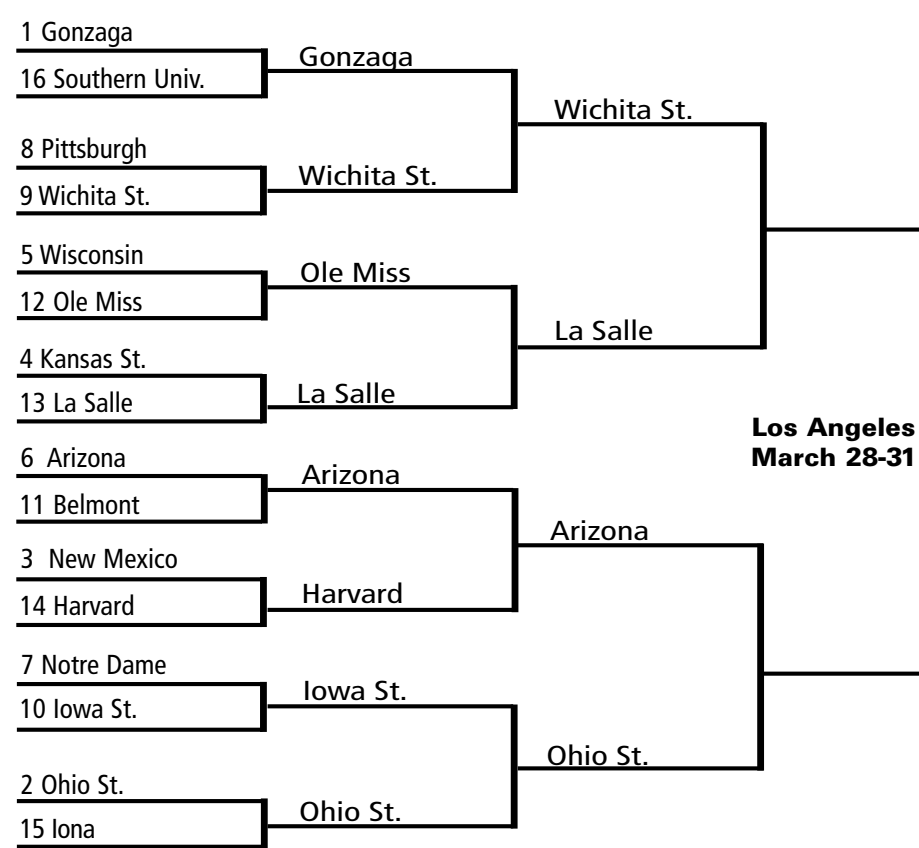 1 Gonzaga
16 Southern Univ.
8 Pittsburgh
9 Wichita St.
5 Wisconsin
12 Ole Miss
4 Kansas St.
13 La Salle
6 Arizona
11 Belmont
3 New Mexico
14 Harvard
7 Notre Dame
10 Iowa St.
2 Ohio St.
15 Iona
Gonzaga
Wichita St.
Ole Miss
La Salle
Arizona
Harvard
Iowa St.
Ohio St.
Wichita St.
La Salle
Arizona
Ohio St.
Los Angeles
March 28-31